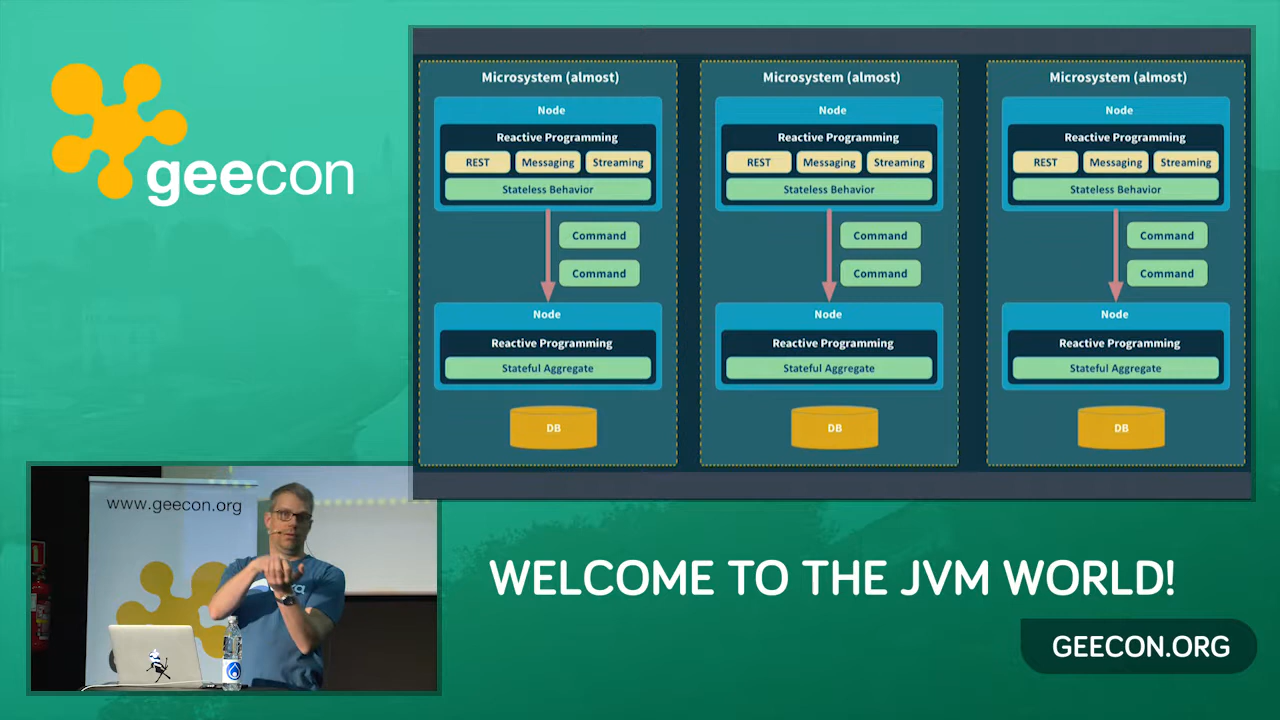 geecon
Microsystem (almost)
Node
Reactive Programming
REST
Messaging
Streaming
Stateless Behavior
Command
Command
Node
Reactive Programming
Stateful Aggregate
DB
Microsystem (almost)
Node
Reactive Programming
REST
Messaging
Streaming
Stateless Behavior
Command
Command
Node
Reactive Programming
Stateful Aggregate
DB
Microsystem (almost)
Node
Reactive Programming
REST
Messaging
Streaming
Stateless Behavior
Command
Command
Node
Reactive Programming
Stateful Aggregate
DB
www.geecon.org
WELCOME TO THE JVM WORLD!
GEECON.ORG